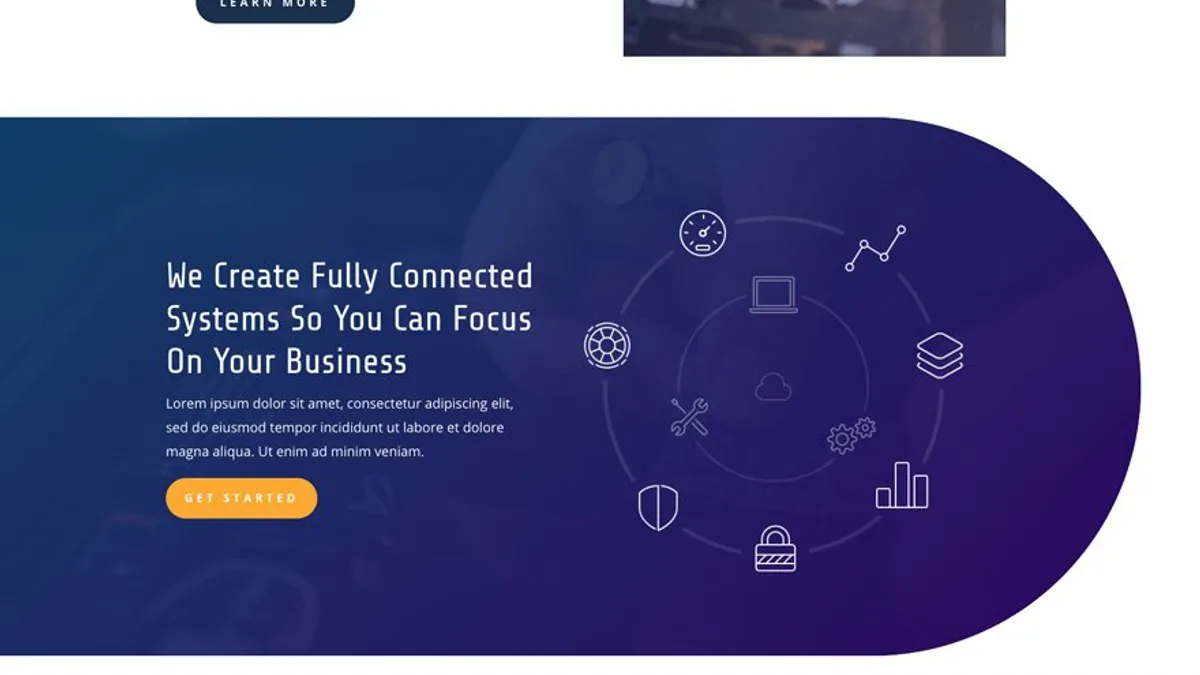 LEARN MORE
We Create Fully Connected
Systems So You Can Focus
On Your Business
Lorem ipsum dolor sit amet, consectetur adipiscing elit,
sed do eiusmod tempor incididunt ut labore et dolore
magna aliqua. Ut enim ad minim veniam.
GET STARTED